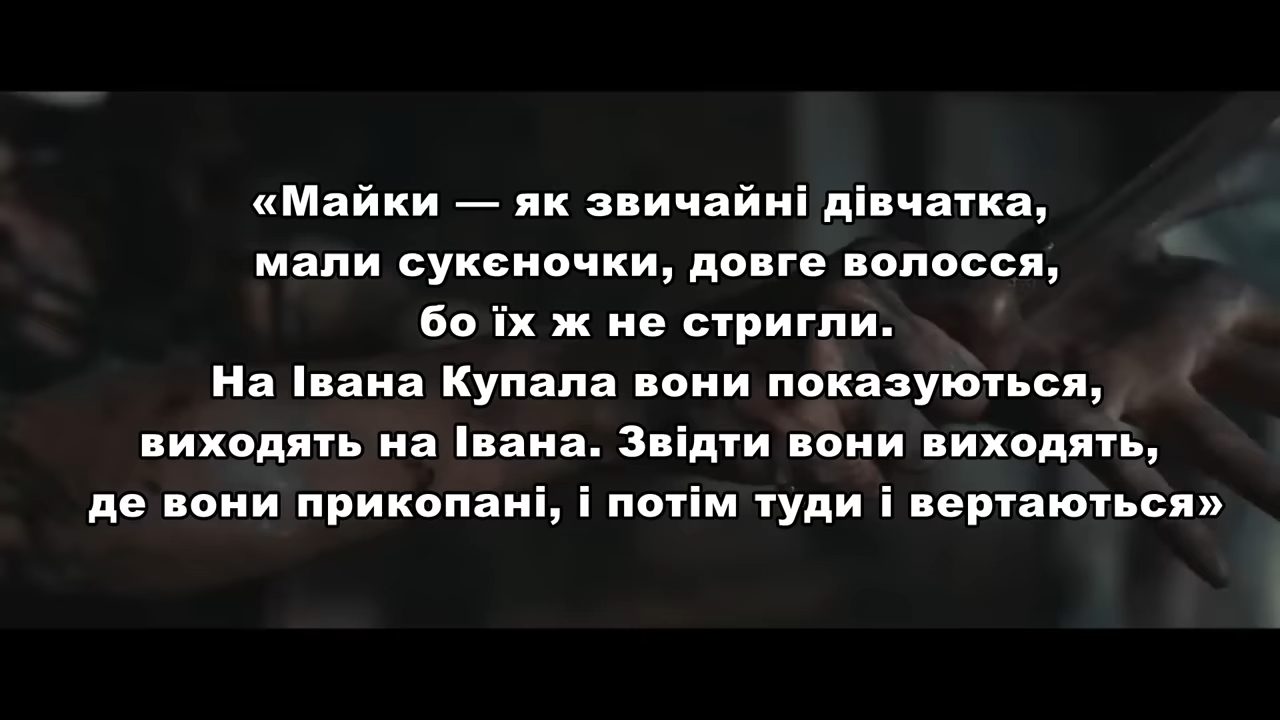 «Майки — як звичайні дівчатка,
мали сукєночки, довге волосся,
бо їх ж не стригли.
На Івана Купала вони показуються,
виходять на Івана. Звідти вони виходять,
де вони прикопані, і потім туди і вертаються»